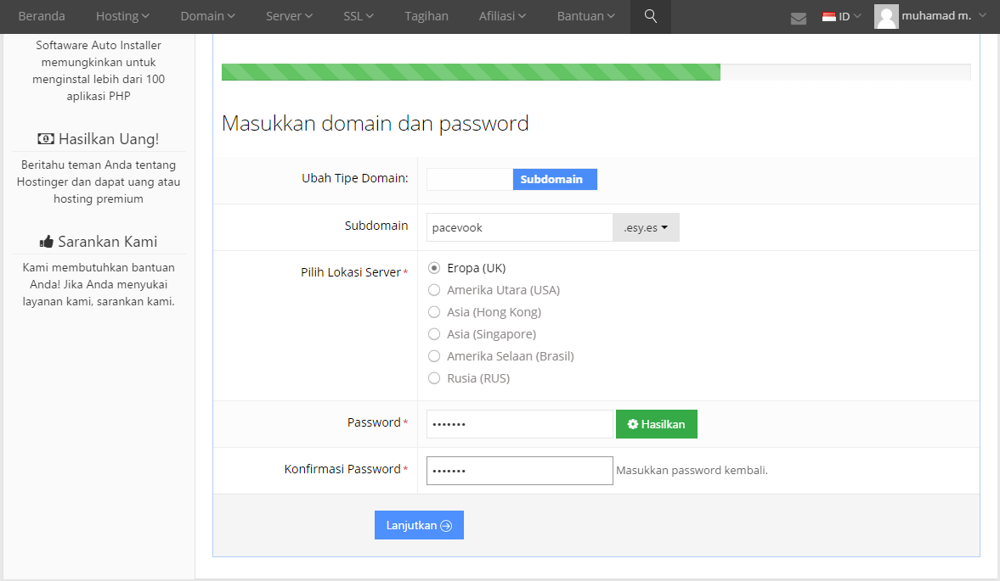 Beranda Hosting Domain Server SSL Tagihan Afiliasi Bantuan ID muhamad m.
Softaware Auto Installer
memungkinkan untuk
menginstal lebih dari 100
aplikasi PHP
Hasilkan Uang!
Beritahu teman Anda tentang
Hostinger dan dapat uang atau
hosting premium
Sarankan Kami
Kami membutuhkan bantuan
Anda! Jika Anda menyukai
layanan kami, sarankan kami.
Masukkan domain dan password
Ubah Tipe Domain: Subdomain
Subdomain pacevook .esy.es
Pilih Lokasi Server* Eropa (UK)
Amerika Utara (USA)
Asia (Hong Kong)
Asia (Singapore)
Amerika Selaan (Brasil)
Rusia (RUS)
Password* ••••••• Hasilkan
Konfirmasi Password* ••••••• Masukkan password kembali.
Lanjutkan